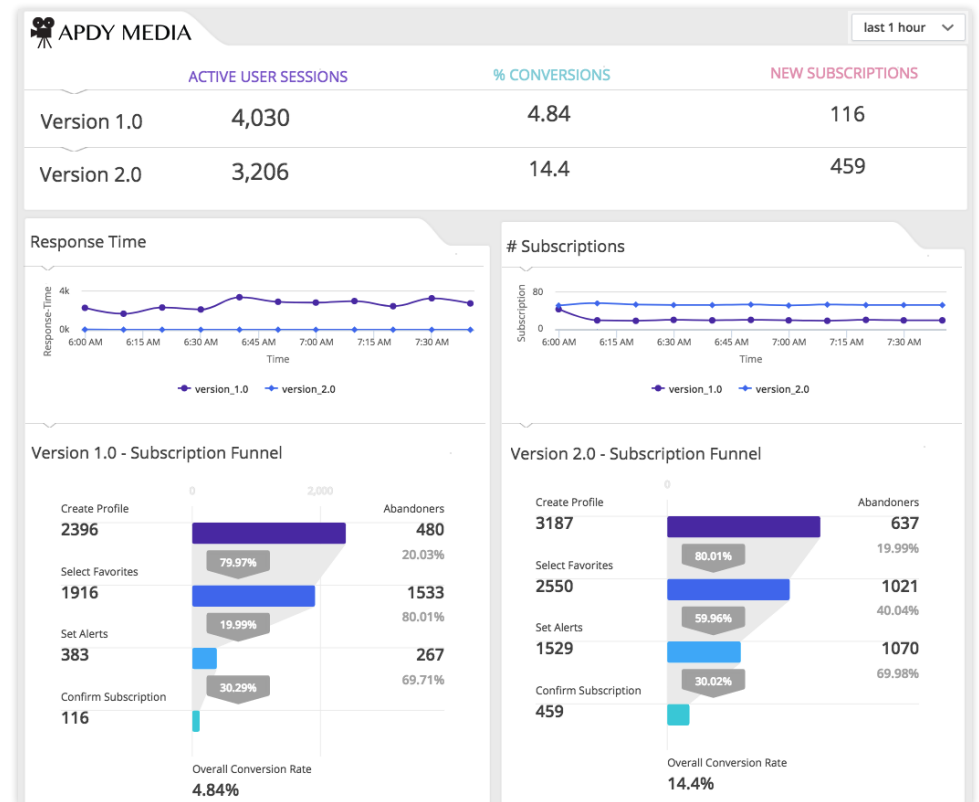 APDY MEDIA
last 1 hour
ACTIVE USER SESSIONS % CONVERSIONS NEW SUBSCRIPTIONS
Version 1.0 4,030 4.84 116
Version 2.0 3,206 14.4 459
Response Time
Response-Time
4k
0k
6:00 AM 6:15 AM 6:30 AM 6:45 AM 7:00 AM 7:15 AM 7:30 AM
Time
version_1.0 version_2.0
# Subscriptions
Subscription
80
0
6:00 AM 6:15 AM 6:30 AM 6:45 AM 7:00 AM 7:15 AM 7:30 AM
Time
version_1.0 version_2.0
Version 1.0 - Subscription Funnel
0 2,000
Create Profile Abandoners
2396 480
20.03%
79.97%
Select Favorites
1916 1533
80.01%
19.99%
Set Alerts
383 267
69.71%
30.29%
Confirm Subscription
116
Overall Conversion Rate
4.84%
Version 2.0 - Subscription Funnel
0
Create Profile Abandoners
3187 637
19.99%
80.01%
Select Favorites
2550 1021
40.04%
59.96%
Set Alerts
1529 1070
69.98%
30.02%
Confirm Subscription
459
Overall Conversion Rate
14.4%